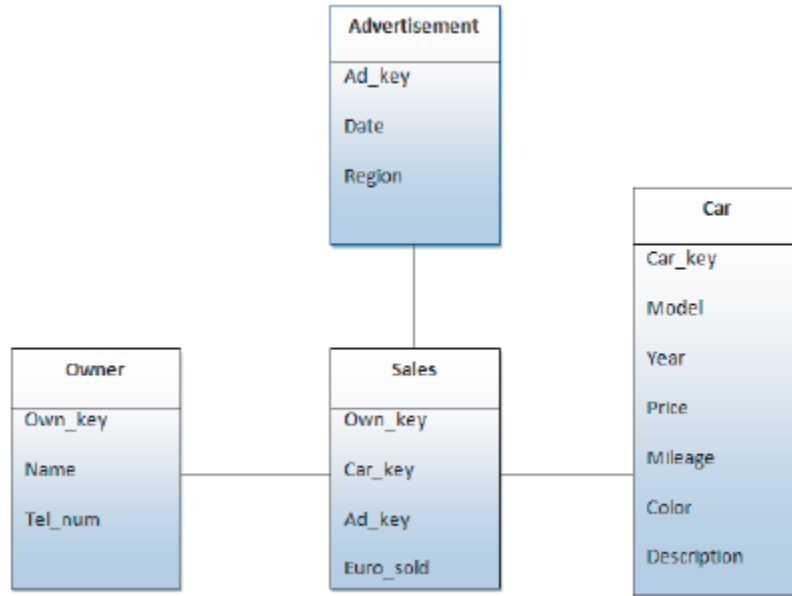 Advertisement
Ad_key
Date
Region
Car
Car_key
Model
Year
Price
Mileage
Color
Description
Owner
Own_key
Name
Tel_num
Sales
Own_key
Car_key
Ad_key
Euro_sold